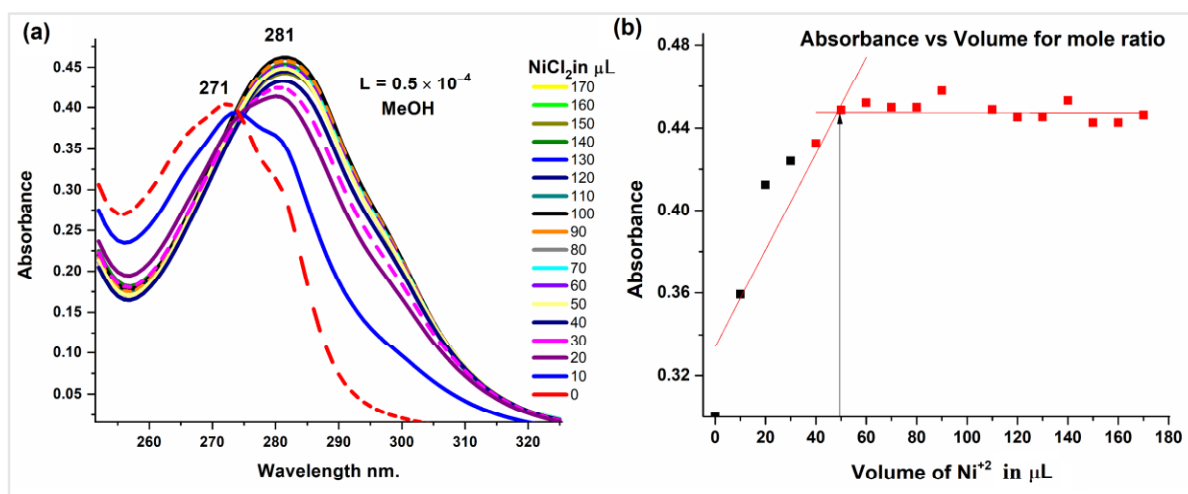 (a)
281
271
L = 0.5 × 10⁻⁴
MeOH
NiCl₂in µL
170
160
150
140
130
120
110
100
90
80
70
60
50
40
30
20
10
0
0.45
0.40
0.35
0.30
0.25
0.20
0.15
0.10
0.05
Absorbance
260 270 280 290 300 310 320
Wavelength nm.
(b)
Absorbance vs Volume for mole ratio
0.48
0.44
0.40
0.36
0.32
Absorbance
0 20 40 60 80 100 120 140 160 180
Volume of Ni⁺² in µL